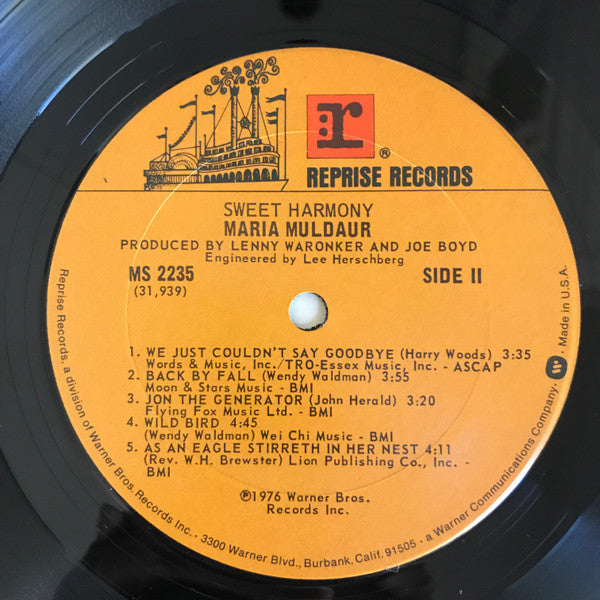 r:
®
REPRISE RECORDS
SWEET HARMONY
MARIA MULDAUR
PRODUCED BY LENNY WARONKER AND JOE BOYD
Engineered by Lee Herschberg
MS 2235
SIDE II
(31,939)
1. WE JUST COULDN'T SAY GOODBYE (Harry Woods) 3:35
Words & Music, Inc./TRO-Essex Music, Inc. - ASCAP
2. BACK BY FALL (Wendy Waldman) 3:55
Moon & Stars Music - BMI
3. JON THE GENERATOR (John Herald) 3:20
Flying Fox Music Ltd. - BMI
4. WILD BIRD 4:45
(Wendy Waldman) Wei Chi Music - BMI
5. AS AN EAGLE STIRRETH IN HER NEST 4:11
(Rev. W.H. Brewster) Lion Publishing Co., Inc. -
BMI
℗1976 Warner Bros.
Records Inc.
Reprise Records, a division of Warner Bros. Records Inc. • 3300 Warner Blvd., Burbank, Calif. 91505 • a Warner Communications Company. W • Made in U.S.A.